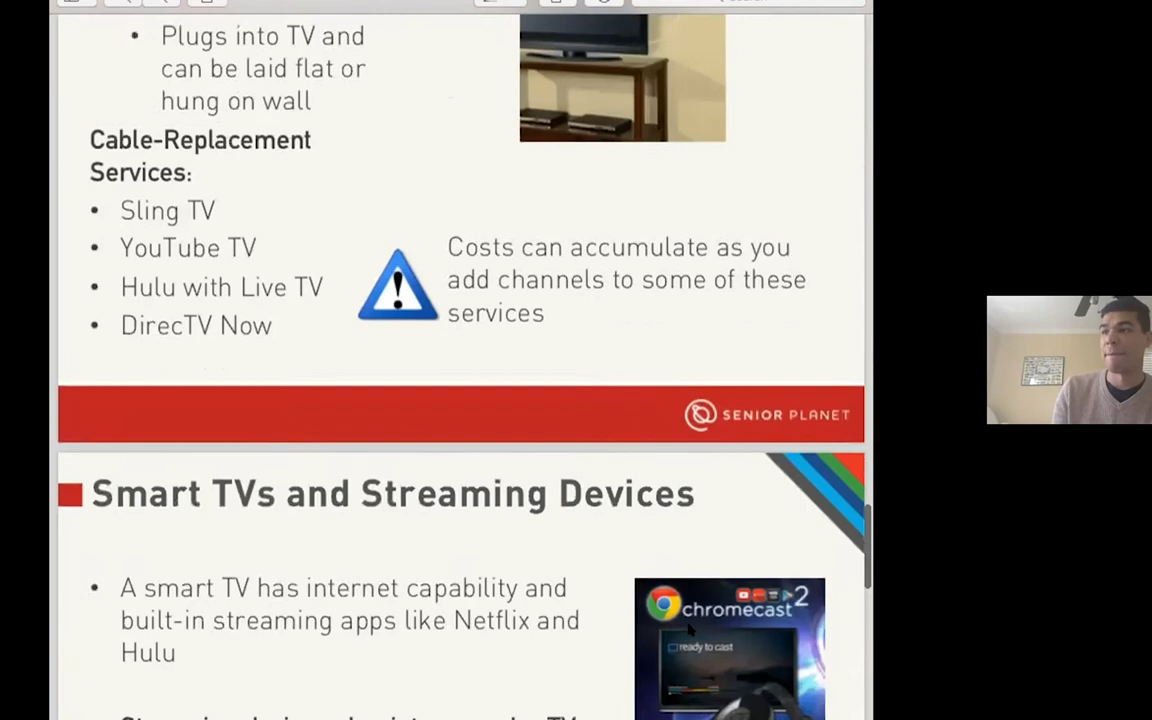 • Plugs into TV and
can be laid flat or
hung on wall
Cable-Replacement
Services:
• Sling TV
• YouTube TV
• Hulu with Live TV
• DirecTV Now
Costs can accumulate as you
add channels to some of these
services
SENIOR PLANET
Smart TVs and Streaming Devices
• A smart TV has internet capability and
built-in streaming apps like Netflix and
Hulu
chromecast 2
ready to cast